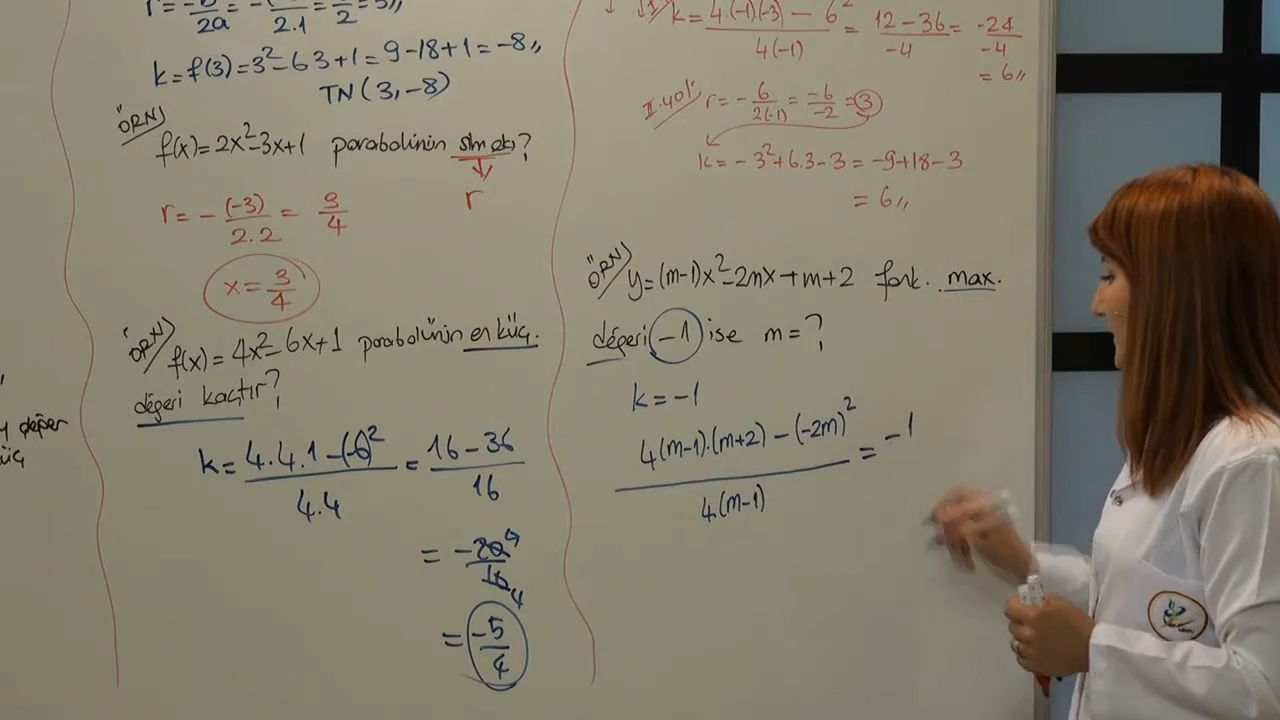 r = -b/2a = -(-6)/2.1 = 6/2 = 3,,
k = f(3) = 3² - 6 3 + 1 = 9 - 18 + 1 = -8,,
TN (3, -8)
ÖRN/
f(x) = 2x² - 3x + 1 parabolünün sim. ek.?
r
r = - (-3)/2.2 = 3/4
x = 3/4
ÖRN/
f(x) = 4x² - 6x + 1 parabolünün en küç.
değeri kaçtır?
k = 4.4.1 - (-6)²/4.4 = 16 - 36/16
= -20/16
= -5/4
değer
k = 4.(-1)(-3) - 6²/4(-1) = 12 - 36/-4 = -24/-4
= 6,,
II. yol/ r = - 6/2(-1) = -6/-2 = 3
k = - 3² + 6.3 - 3 = -9 + 18 - 3
= 6,,
ÖRN/ y = (m-1)x² - 2mx + m + 2 fonk. max.
değeri -1 ise m = ?
k = -1
4(m-1).(m+2) - (-2m)²/4.(m-1) = -1